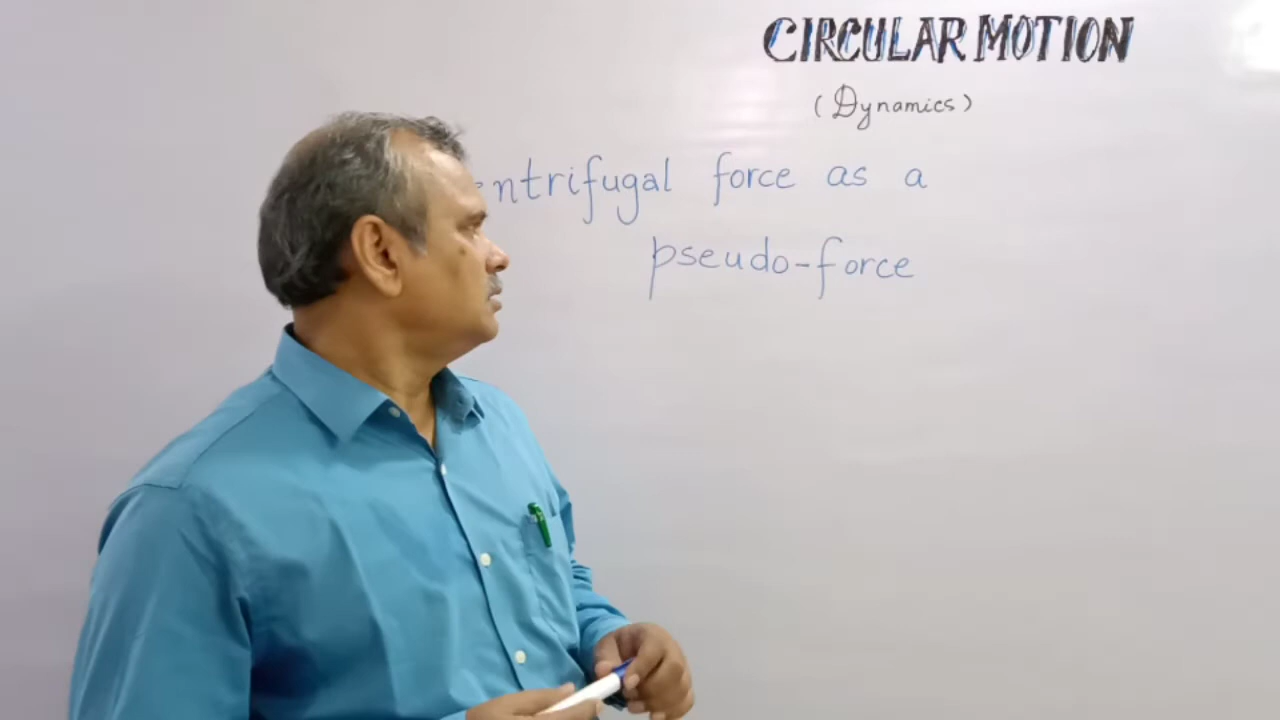 CIRCULAR MOTION
(Dynamics)
entrifugal force as a
pseudo-force